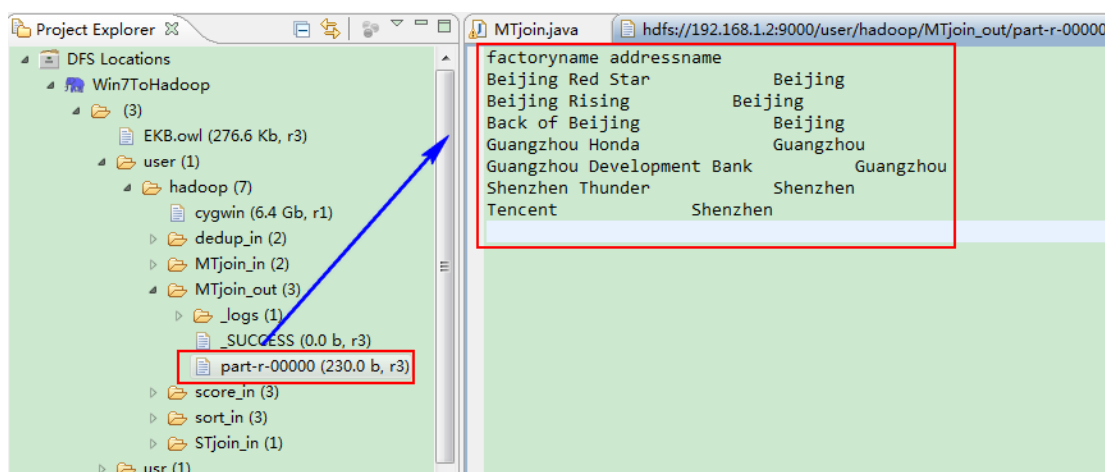 Project Explorer
DFS Locations
Win7ToHadoop
(3)
EKB.owl (276.6 Kb, r3)
user (1)
hadoop (7)
cygwin (6.4 Gb, r1)
dedup_in (2)
MTjoin_in (2)
MTjoin_out (3)
_logs (1)
_SUCCESS (0.0 b, r3)
part-r-00000 (230.0 b, r3)
score_in (3)
sort_in (3)
STjoin_in (1)
usr (1)
MTjoin.java
hdfs://192.168.1.2:9000/user/hadoop/MTjoin_out/part-r-00000
factoryname addressname
Beijing Red Star Beijing
Beijing Rising Beijing
Back of Beijing Beijing
Guangzhou Honda Guangzhou
Guangzhou Development Bank Guangzhou
Shenzhen Thunder Shenzhen
Tencent Shenzhen